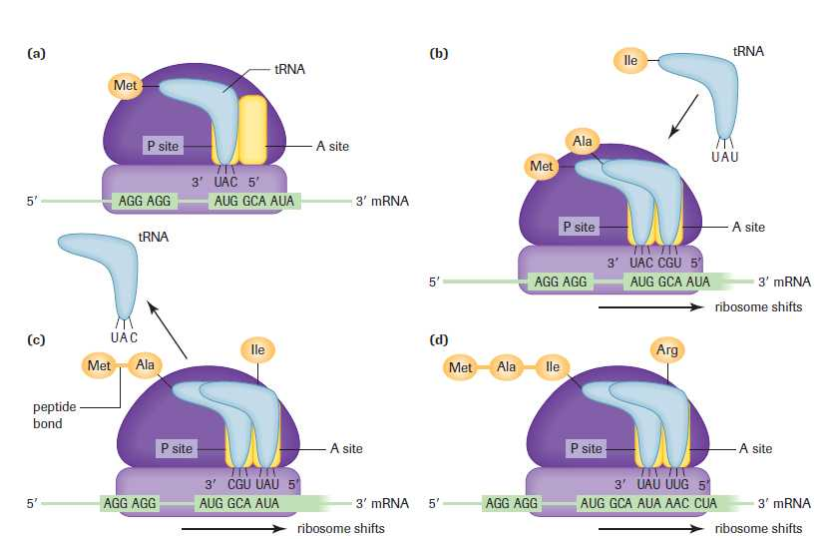 (a)
tRNA
Met
P site
A site
3′ UAC 5′
5′ AGG AGG AUG GCA AUA 3′ mRNA
(b)
Ile
tRNA
UAU
Ala
Met
P site
A site
3′ UAC CGU 5′
5′ AGG AGG AUG GCA AUA 3′ mRNA
ribosome shifts
tRNA
UAC
(c)
Ile
Met Ala
peptide
bond
P site
A site
3′ CGU UAU 5′
5′ AGG AGG AUG GCA AUA 3′ mRNA
ribosome shifts
(d)
Arg
Met Ala Ile
P site
A site
3′ UAU UUG 5′
5′ AGG AGG AUG GCA AUA AAC CUA 3′ mRNA
ribosome shifts